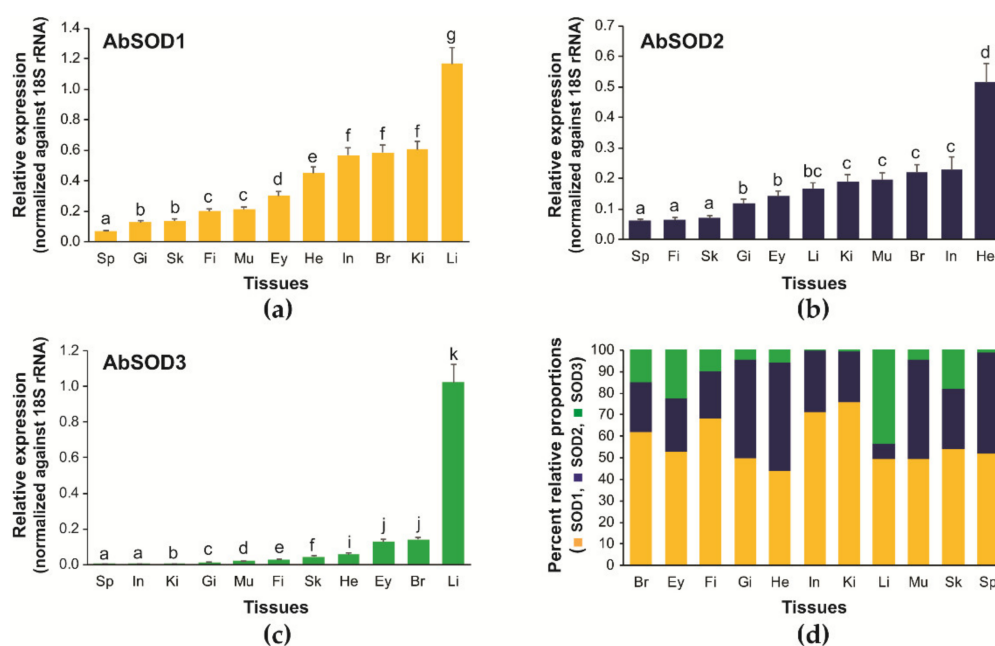 AbSOD1
Relative expression
(normalized against 18S rRNA)
1.4
1.2
1.0
0.8
0.6
0.4
0.2
0.0
a b b c c d e f f f g
Sp Gi Sk Fi Mu Ey He In Br Ki Li
Tissues
(a)
AbSOD2
Relative expression
(normalized against 18S rRNA)
0.7
0.6
0.5
0.4
0.3
0.2
0.1
0.0
a a a b b bc c c c c d
Sp Fi Sk Gi Ey Li Ki Mu Br In He
Tissues
(b)
AbSOD3
Relative expression
(normalized against 18S rRNA)
1.2
1.0
0.8
0.6
0.4
0.2
0.0
a a b c d e f i j j k
Sp In Ki Gi Mu Fi Sk He Ey Br Li
Tissues
(c)
Percent relative proportions
( SOD1, SOD2, SOD3)
100
90
80
70
60
50
40
30
20
10
0
Br Ey Fi Gi He In Ki Li Mu Sk Sp
Tissues
(d)